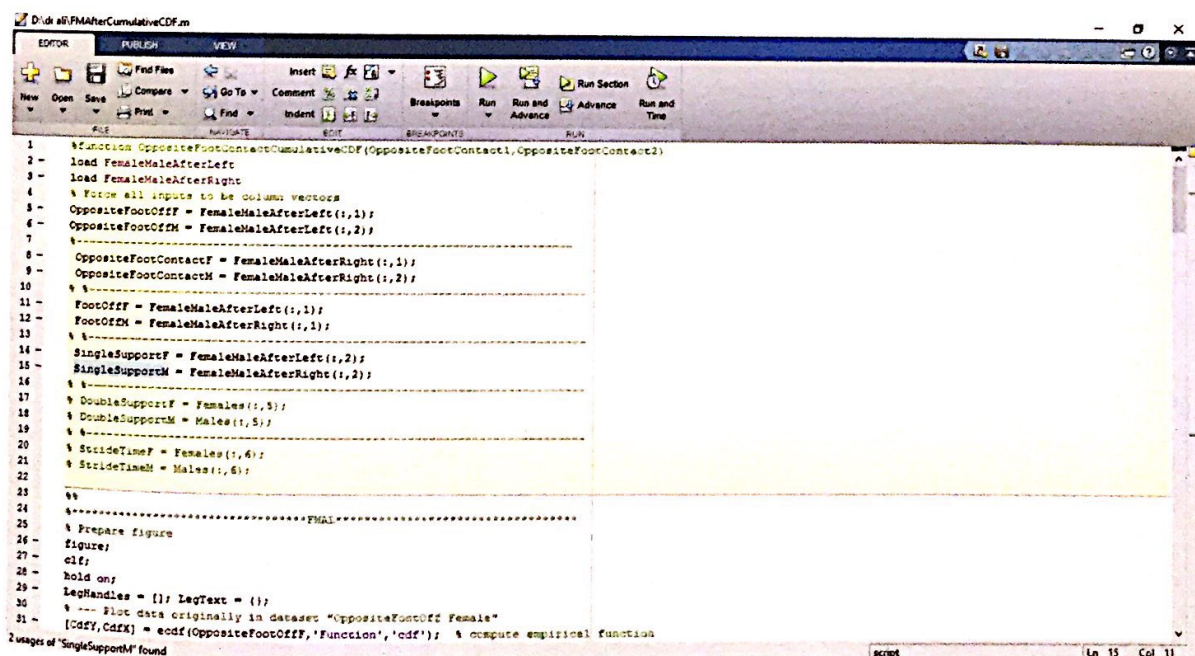 D:\dr ali\FMAfterCumulativeCDF.m
EDITOR PUBLISH VIEW
New Open Save Find Files Compare Print Go To Find Insert Comment Indent Breakpoints Run Run and Advance Run Section Advance Run and Time
FILE NAVIGATE EDIT BREAKPOINTS RUN
1 %function OppositeFootContactCumulativeCDF(OppositeFootContact1,OppositeFootContact2)
2 - load FemaleMaleAfterLeft
3 - load FemaleMaleAfterRight
4 % Force all inputs to be column vectors
5 - OppositeFootOffF = FemaleMaleAfterLeft(:,1);
6 - OppositeFootOffM = FemaleMaleAfterLeft(:,2);
7 %------------------------------------------------------------
8 - OppositeFootContactF = FemaleMaleAfterRight(:,1);
9 - OppositeFootContactM = FemaleMaleAfterRight(:,2);
10 % %------------------------------------------------------------
11 - FootOffF = FemaleMaleAfterLeft(:,1);
12 - FootOffM = FemaleMaleAfterRight(:,1);
13 % %------------------------------------------------------------
14 - SingleSupportF = FemaleMaleAfterLeft(:,2);
15 - SingleSupportM = FemaleMaleAfterRight(:,2);
16 % %------------------------------------------------------------
17 % DoubleSupportF = Females(:,5);
18 % DoubleSupportM = Males(:,5);
19 % %------------------------------------------------------------
20 % StrideTimeF = Females(:,6);
21 % StrideTimeM = Males(:,6);
22
23 %%
24 %**********************************FMAL***********************************
25 % Prepare figure
26 - figure;
27 - clf;
28 - hold on;
29 - LegHandles = []; LegText = {};
30 % --- Plot data originally in dataset "OppositeFootOff Female"
31 - [CdfY,CdfX] = ecdf(OppositeFootOffF,'Function','cdf'); % compute empirical function
2 usages of "SingleSupportM" found script Ln 15 Col 11